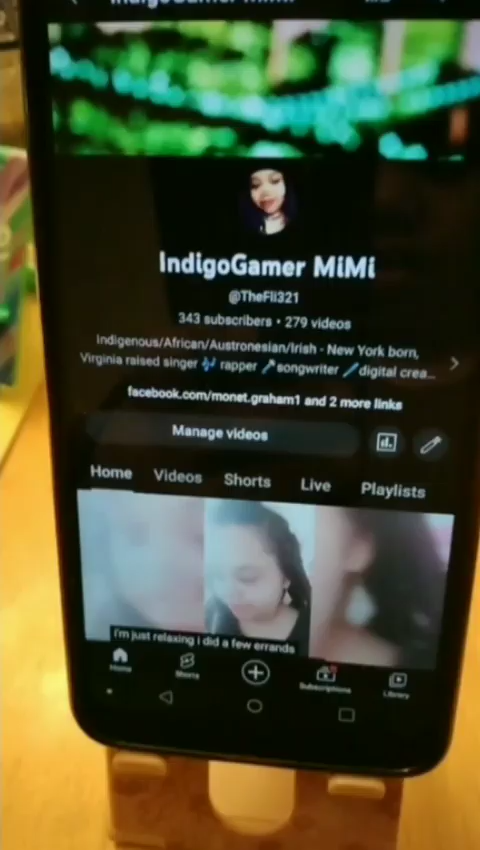 IndigoGamer MiMi
IndigoGamer MiMi
@TheFli321
343 subscribers • 279 videos
Indigenous/African/Austronesian/Irish - New York born,
Virginia raised singer 🎶 rapper 🎤songwriter 🖊️digital crea...
facebook.com/monet.graham1 and 2 more links
Manage videos
Home Videos Shorts Live Playlists
i'm just relaxing i did a few errands
Home Shorts Subscriptions Library